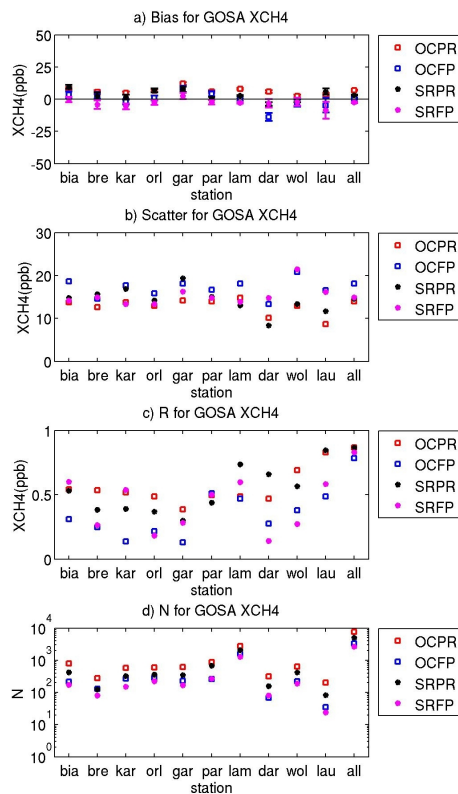 a) Bias for GOSA XCH4
XCH4(ppb)
50
25
0
-25
-50
bia bre kar orl gar par lam dar wol lau all
station
OCPR
OCFP
SRPR
SRFP
b) Scatter for GOSA XCH4
XCH4(ppb)
30
20
10
0
bia bre kar orl gar par lam dar wol lau all
station
OCPR
OCFP
SRPR
SRFP
c) R for GOSA XCH4
XCH4(ppb)
1
0.5
0
bia bre kar orl gar par lam dar wol lau all
station
OCPR
OCFP
SRPR
SRFP
d) N for GOSA XCH4
N
10^4
10^3
10^2
10^1
10^0
bia bre kar orl gar par lam dar wol lau all
station
OCPR
OCFP
SRPR
SRFP